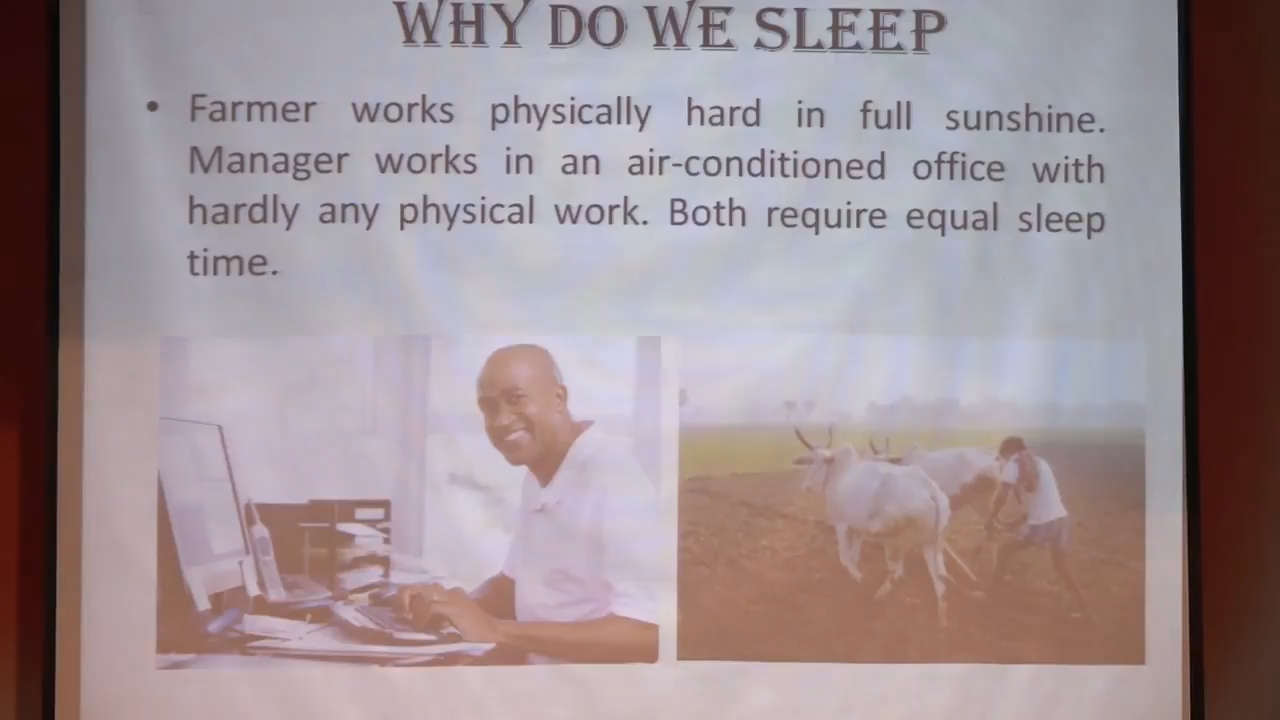 WHY DO WE SLEEP
• Farmer works physically hard in full sunshine.
Manager works in an air-conditioned office with
hardly any physical work. Both require equal sleep
time.